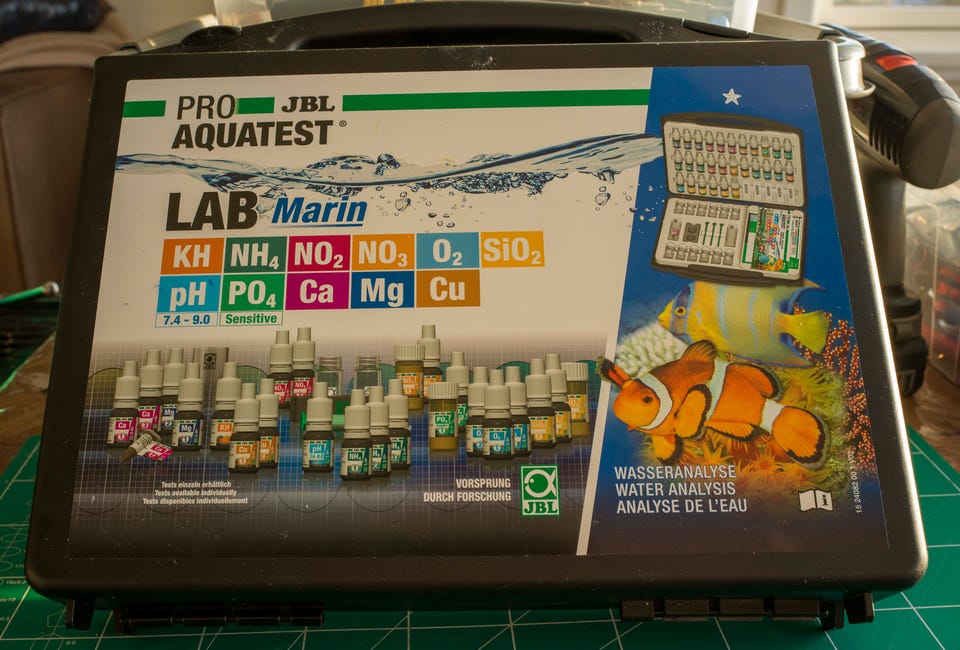 PRO JBL
AQUATEST®
LAB Marin
KH NH4 NO2 NO3 O2 SiO2
pH PO4 Ca Mg Cu
7.4 - 9.0 Sensitive
Tests einzeln erhältlich
Tests available individually
Tests disponibles individuellement
VORSPRUNG
DURCH FORSCHUNG
JBL
WASSERANALYSE
WATER ANALYSIS
ANALYSE DE L'EAU